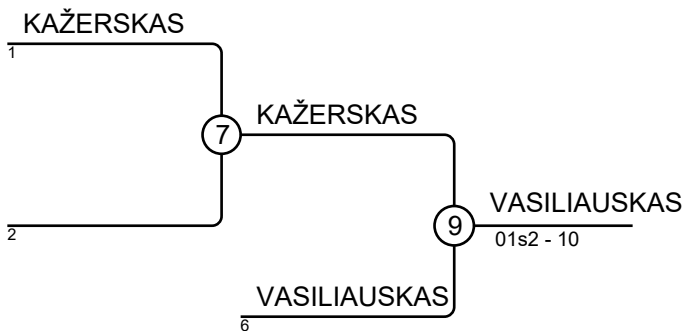 KAŽERSKAS
1
7
KAŽERSKAS
2
9
VASILIAUSKAS
01s2 - 10
VASILIAUSKAS
6